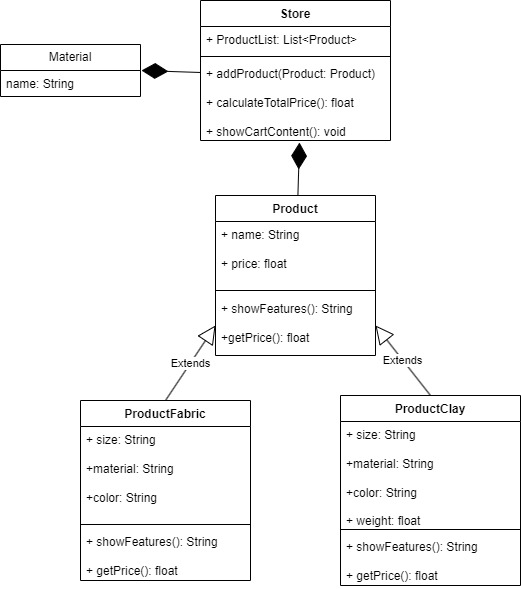 Store
+ ProductList: List<Product>
+ addProduct(Product: Product)
+ calculateTotalPrice(): float
+ showCartContent(): void
Material
name: String
Product
+ name: String
+ price: float
+ showFeatures(): String
+getPrice(): float
Extends
Extends
ProductFabric
+ size: String
+material: String
+color: String
+ showFeatures(): String
+ getPrice(): float
ProductClay
+ size: String
+material: String
+color: String
+ weight: float
+ showFeatures(): String
+ getPrice(): float